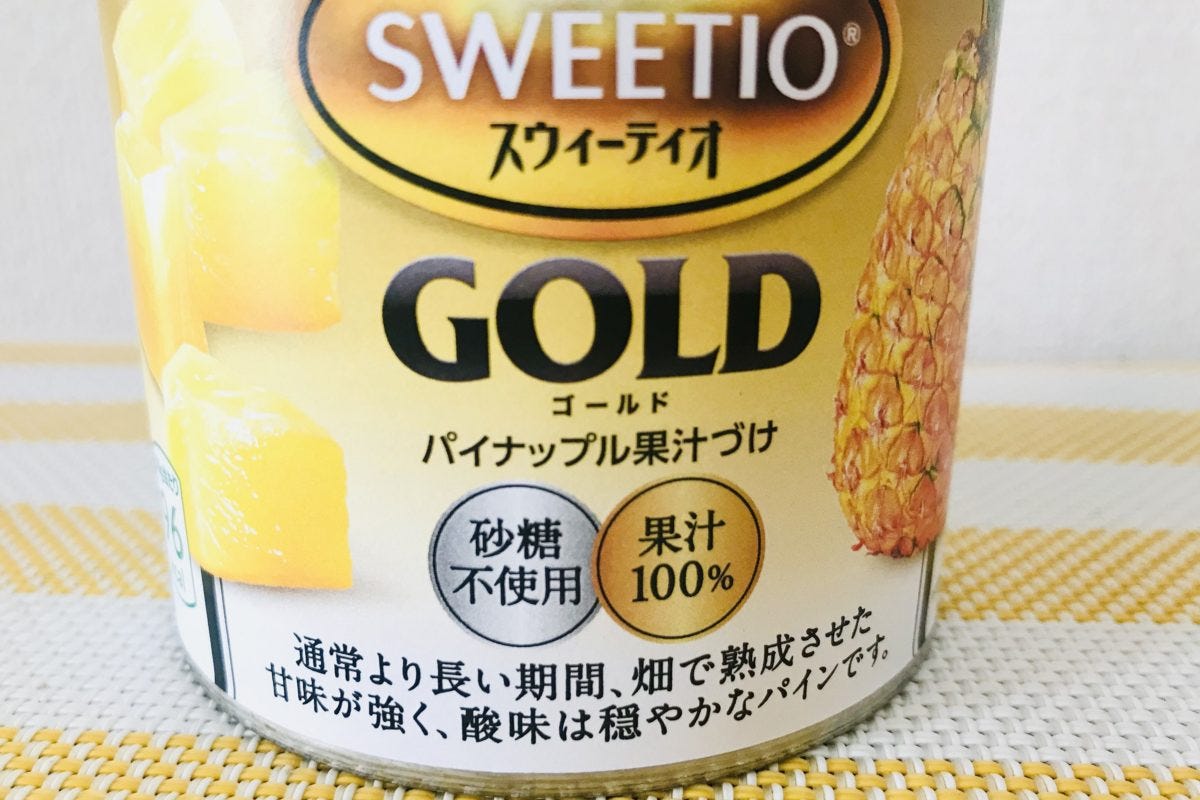 SWEETIO®
スウィーティオ
GOLD
ゴールド
パイナップル果汁づけ
砂糖
不使用
果汁
100%
通常より長い期間、畑で熟成させた
甘味が強く、酸味は穏やかなパインです。